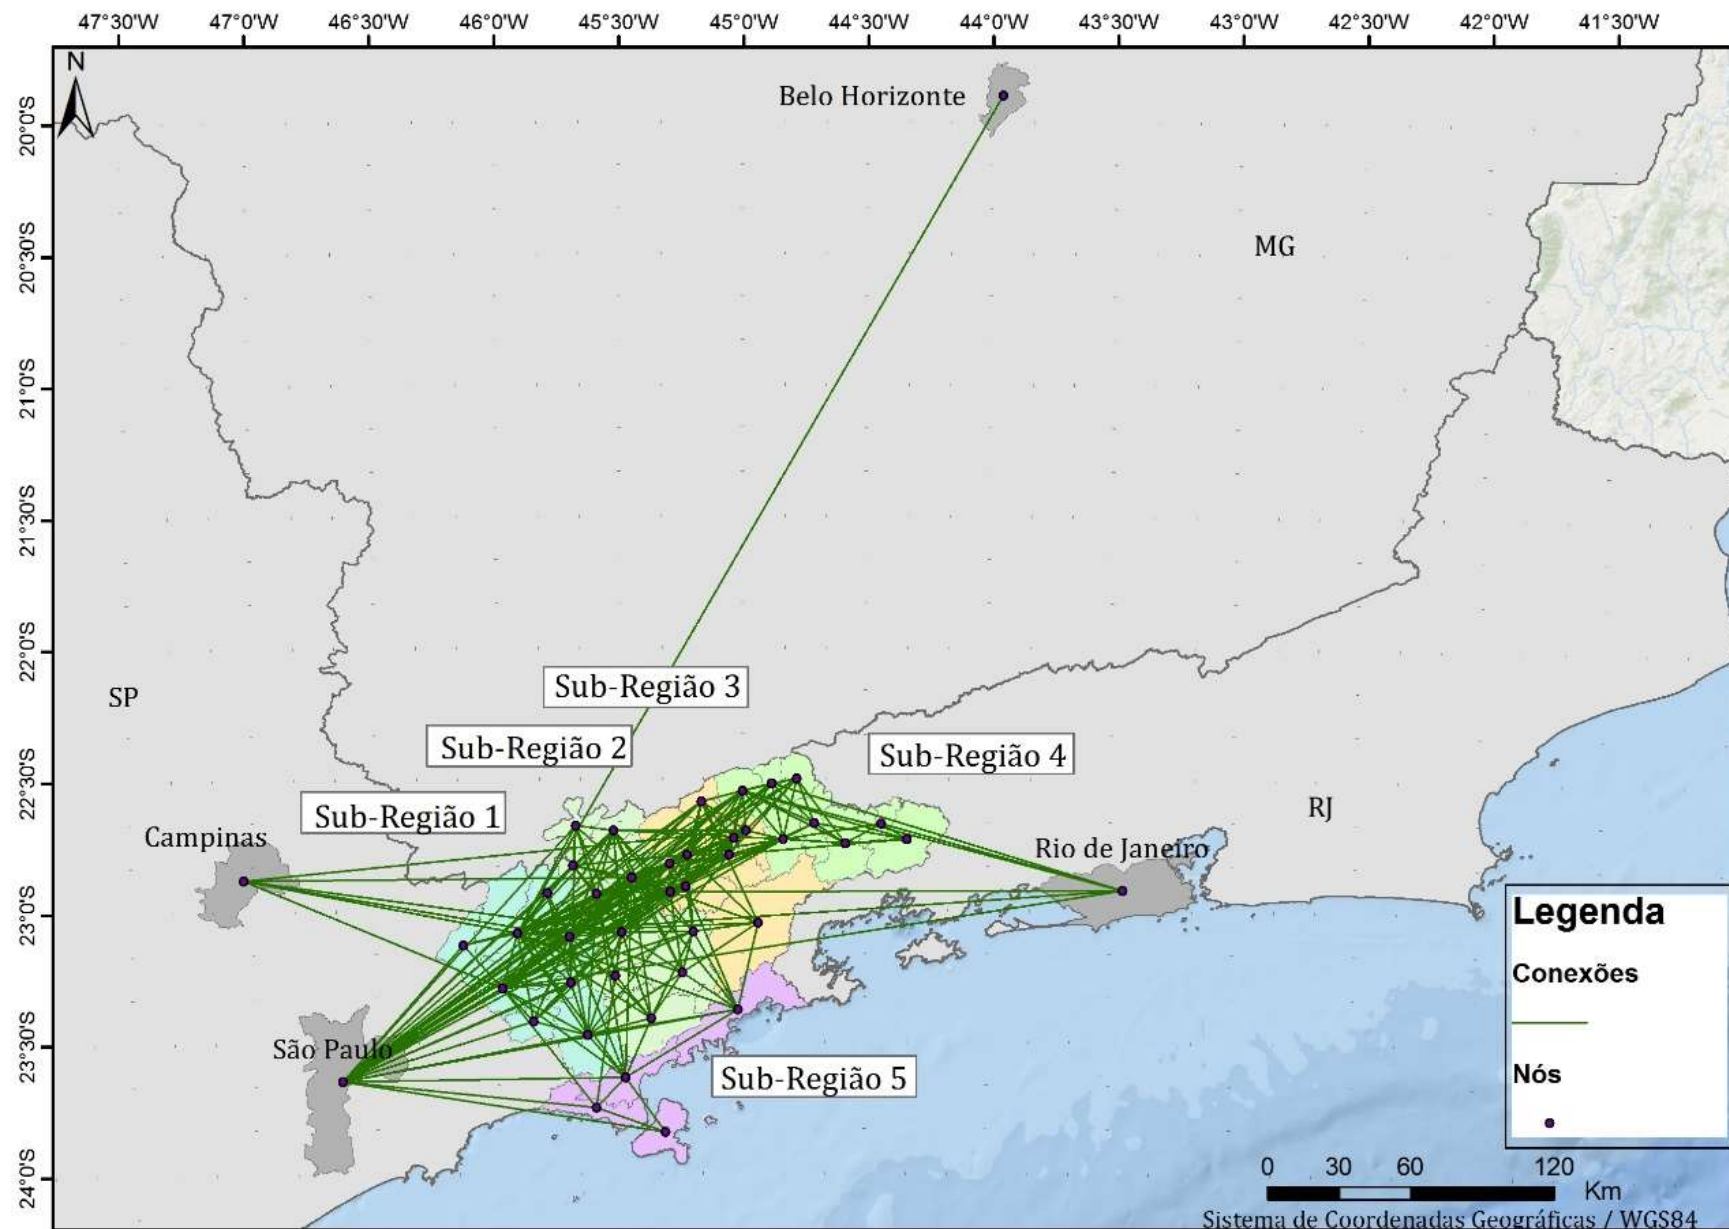 47°30'W 47°0'W 46°30'W 46°0'W 45°30'W 45°0'W 44°30'W 44°0'W 43°30'W 43°0'W 42°30'W 42°0'W 41°30'W
N
Belo Horizonte
20°0'S
MG
20°30'S
21°0'S
21°30'S
22°0'S
Sub-Região 3
SP
Sub-Região 2
Sub-Região 4
22°30'S
Sub-Região 1
RJ
Campinas
Rio de Janeiro
23°0'S
Legenda
Conexões
23°30'S
São Paulo
Sub-Região 5
Nós
24°0'S
0 30 60 120
Km
Sistema de Coordenadas Geográficas / WGS84